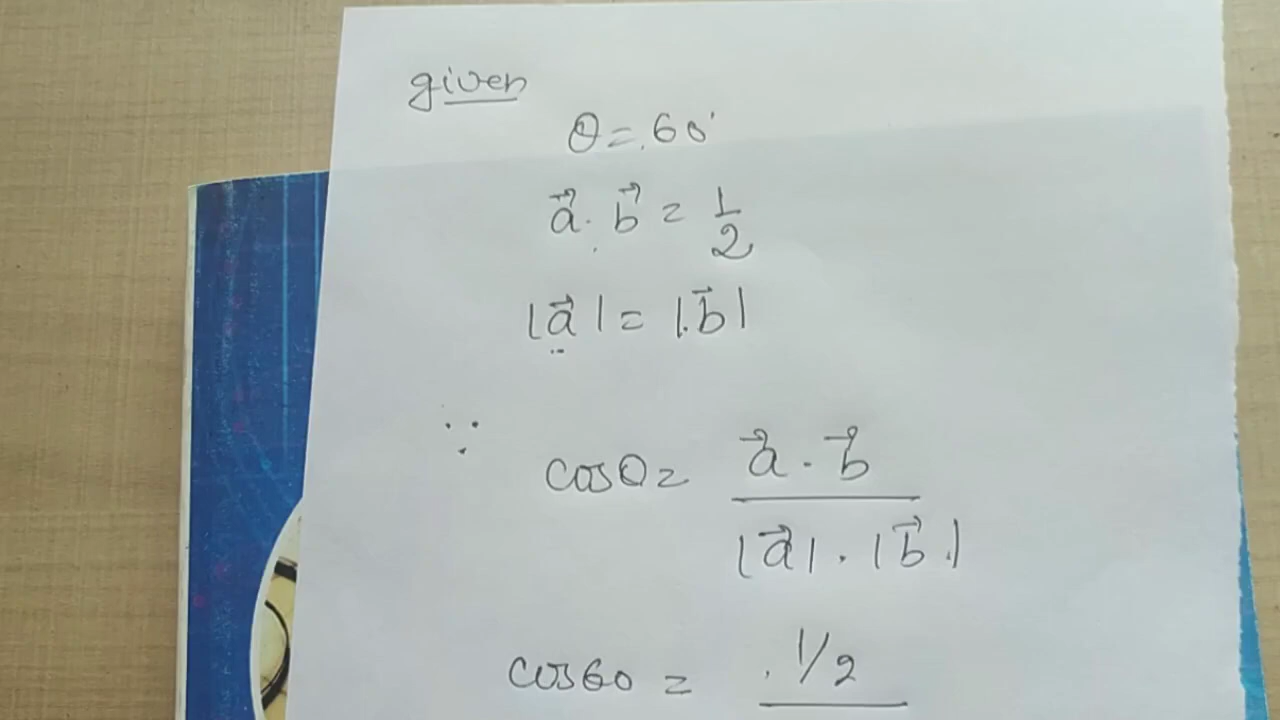 given
θ = 60°
a⃗ . b⃗ = 1/2
|a⃗| = |b⃗|
∵ cosθ = a⃗ . b⃗ / |a⃗| . |b⃗|
cos60 = 1/2